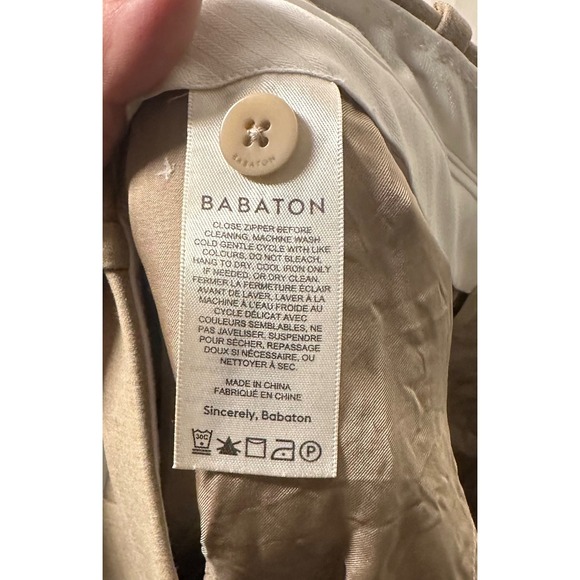 BABATON
BABATON
CLOSE ZIPPER BEFORE
CLEANING, MACHINE WASH
COLD GENTLE CYCLE WITH LIKE
COLOURS, DO NOT BLEACH,
HANG TO DRY, COOL IRON ONLY
IF NEEDED, OR DRY CLEAN.
FERMER LA FERMETURE ÉCLAIR
AVANT DE LAVER, LAVER À LA
MACHINE À L'EAU FROIDE AU
CYCLE DÉLICAT AVEC
COULEURS SEMBLABLES, NE
PAS JAVELISER, SUSPENDRE
POUR SÉCHER, REPASSAGE
DOUX SI NÉCESSAIRE, OU
NETTOYER À SEC.
MADE IN CHINA
FABRIQUÉ EN CHINE
Sincerely, Babaton
30C P